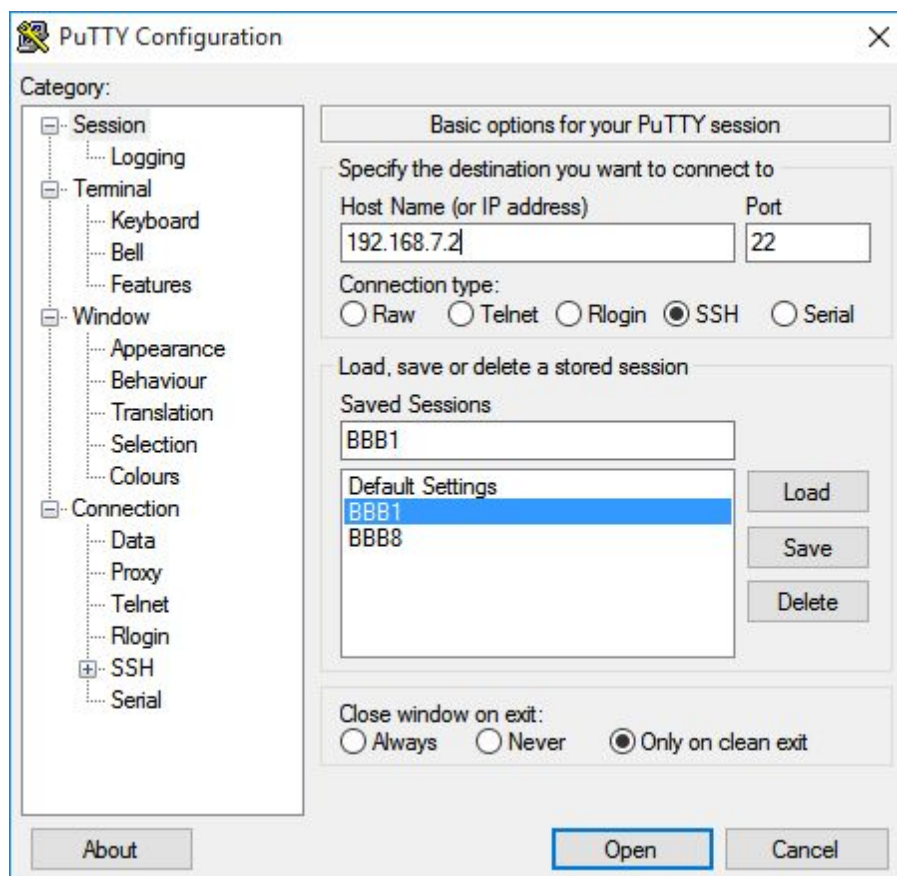 PuTTY Configuration
Category:
Session
Logging
Terminal
Keyboard
Bell
Features
Window
Appearance
Behaviour
Translation
Selection
Colours
Connection
Data
Proxy
Telnet
Rlogin
SSH
Serial
Basic options for your PuTTY session
Specify the destination you want to connect to
Host Name (or IP address) Port
192.168.7.2 22
Connection type:
Raw Telnet Rlogin SSH Serial
Load, save or delete a stored session
Saved Sessions
BBB1
Default Settings
BBB1
BBB8
Load
Save
Delete
Close window on exit:
Always Never Only on clean exit
About Open Cancel